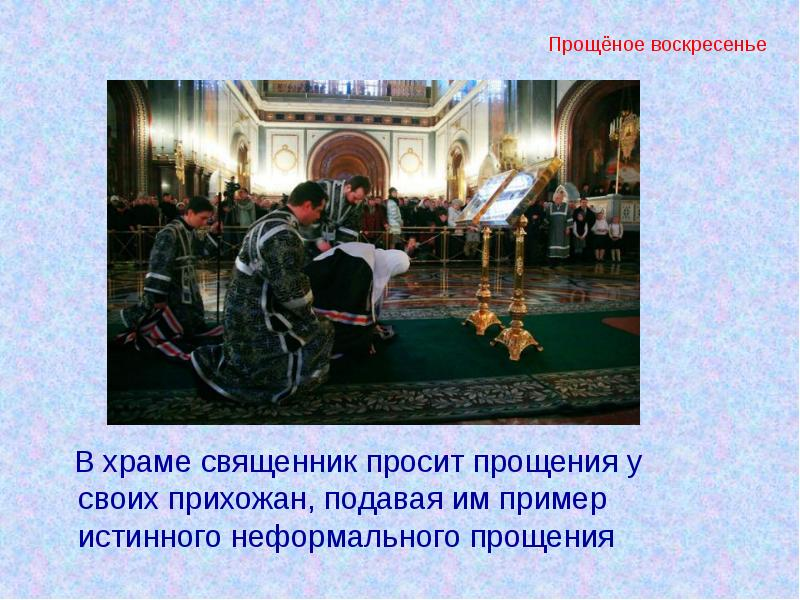 Прощёное воскресенье
В храме священник просит прощения у
своих прихожан, подавая им пример
истинного неформального прощения